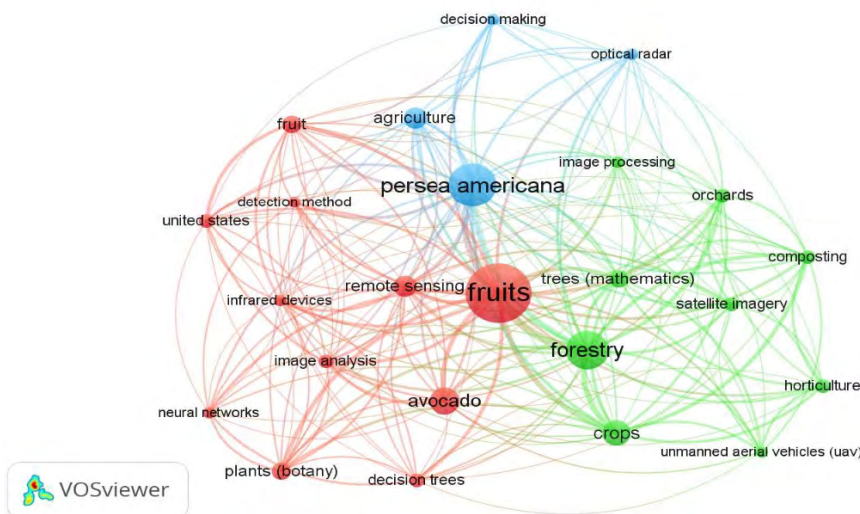 decision making
optical radar
agriculture
fruit
image processing
persea americana
orchards
detection method
united states
composting
remote sensing
fruits
trees (mathematics)
infrared devices
satellite imagery
forestry
image analysis
horticulture
avocado
neural networks
crops
unmanned aerial vehicles (uav)
plants (botany)
decision trees
VOSviewer